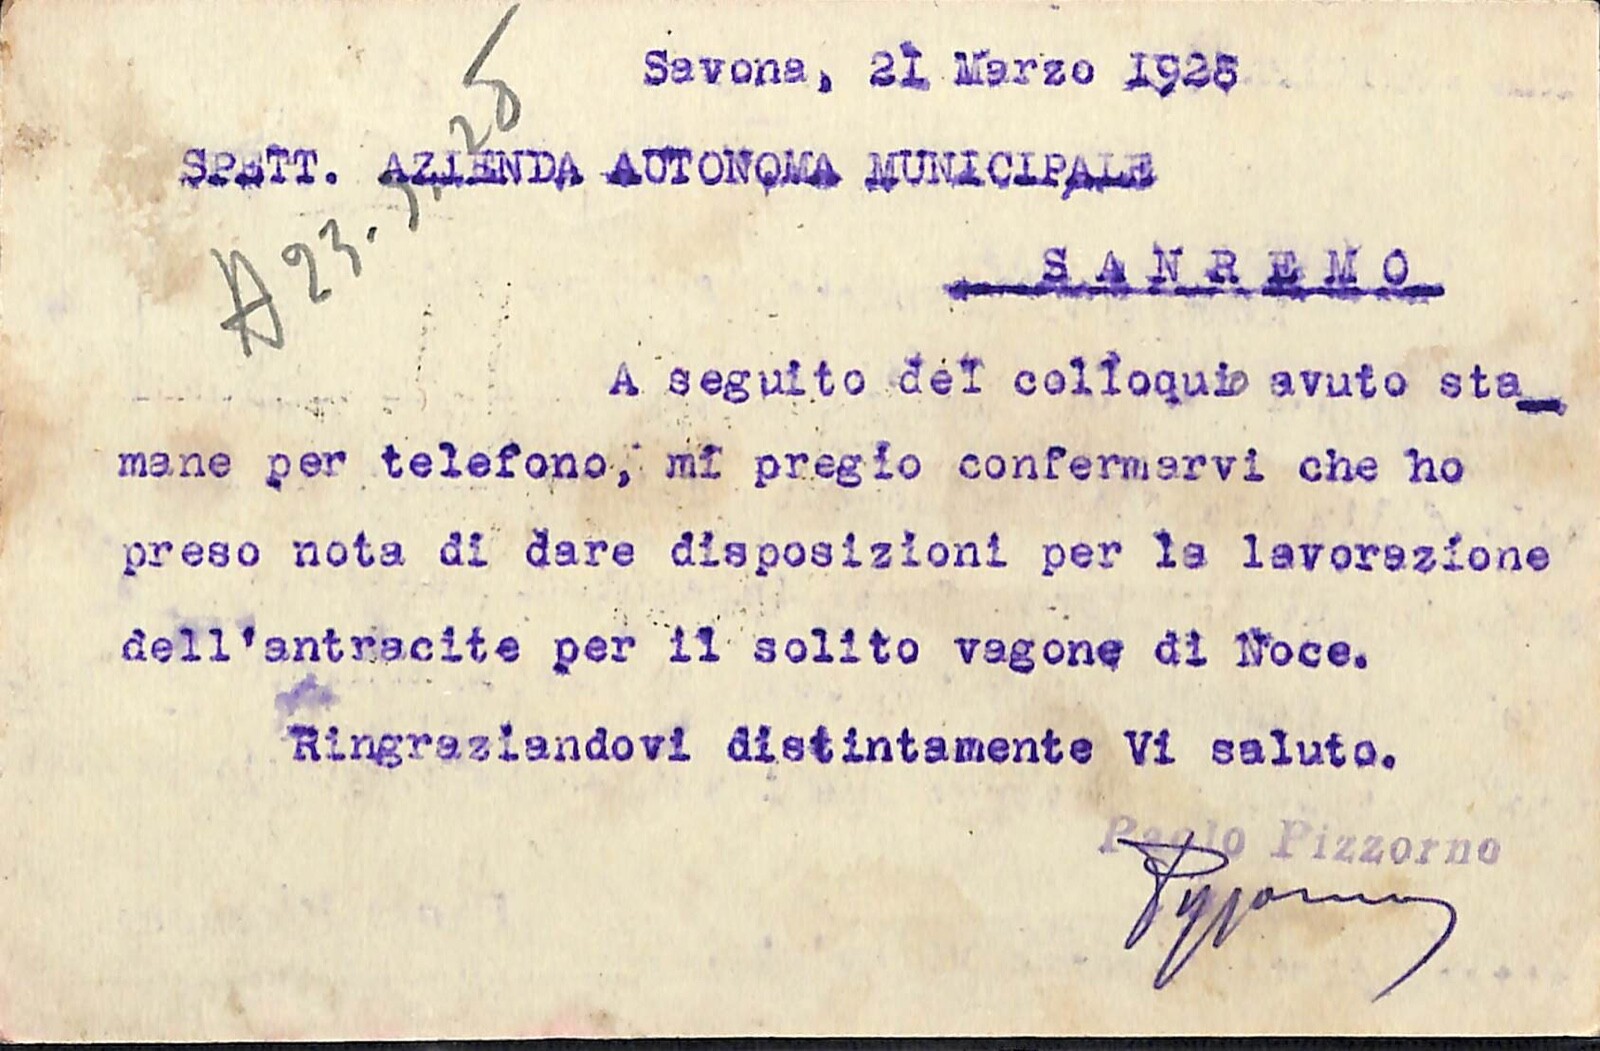 Savona, 21 Marzo 1928
SPETT. AZIENDA AUTONOMA MUNICIPALE
SANREMO
A 23.3.28
A seguito del colloquio avuto sta_
mane per telefono, mi pregio confermarvi che ho
preso nota di dare disposizioni per la lavorazione
dell'antracite per il solito vagone di Noce.
Ringraziandovi distintamente Vi saluto.
Paolo Pizzorno
Pizzorno